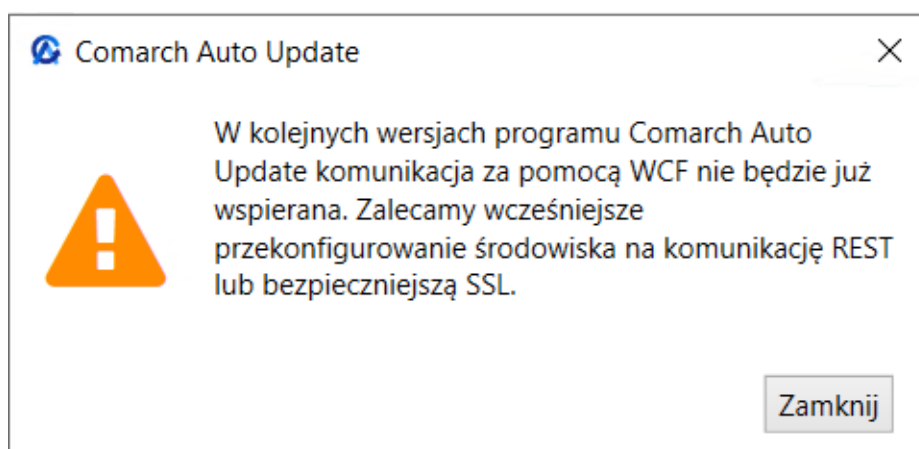 Comarch Auto Update
W kolejnych wersjach programu Comarch Auto
Update komunikacja za pomocą WCF nie będzie już
wspierana. Zalecamy wcześniejsze
przekonfigurowanie środowiska na komunikację REST
lub bezpieczniejszą SSL.
Zamknij